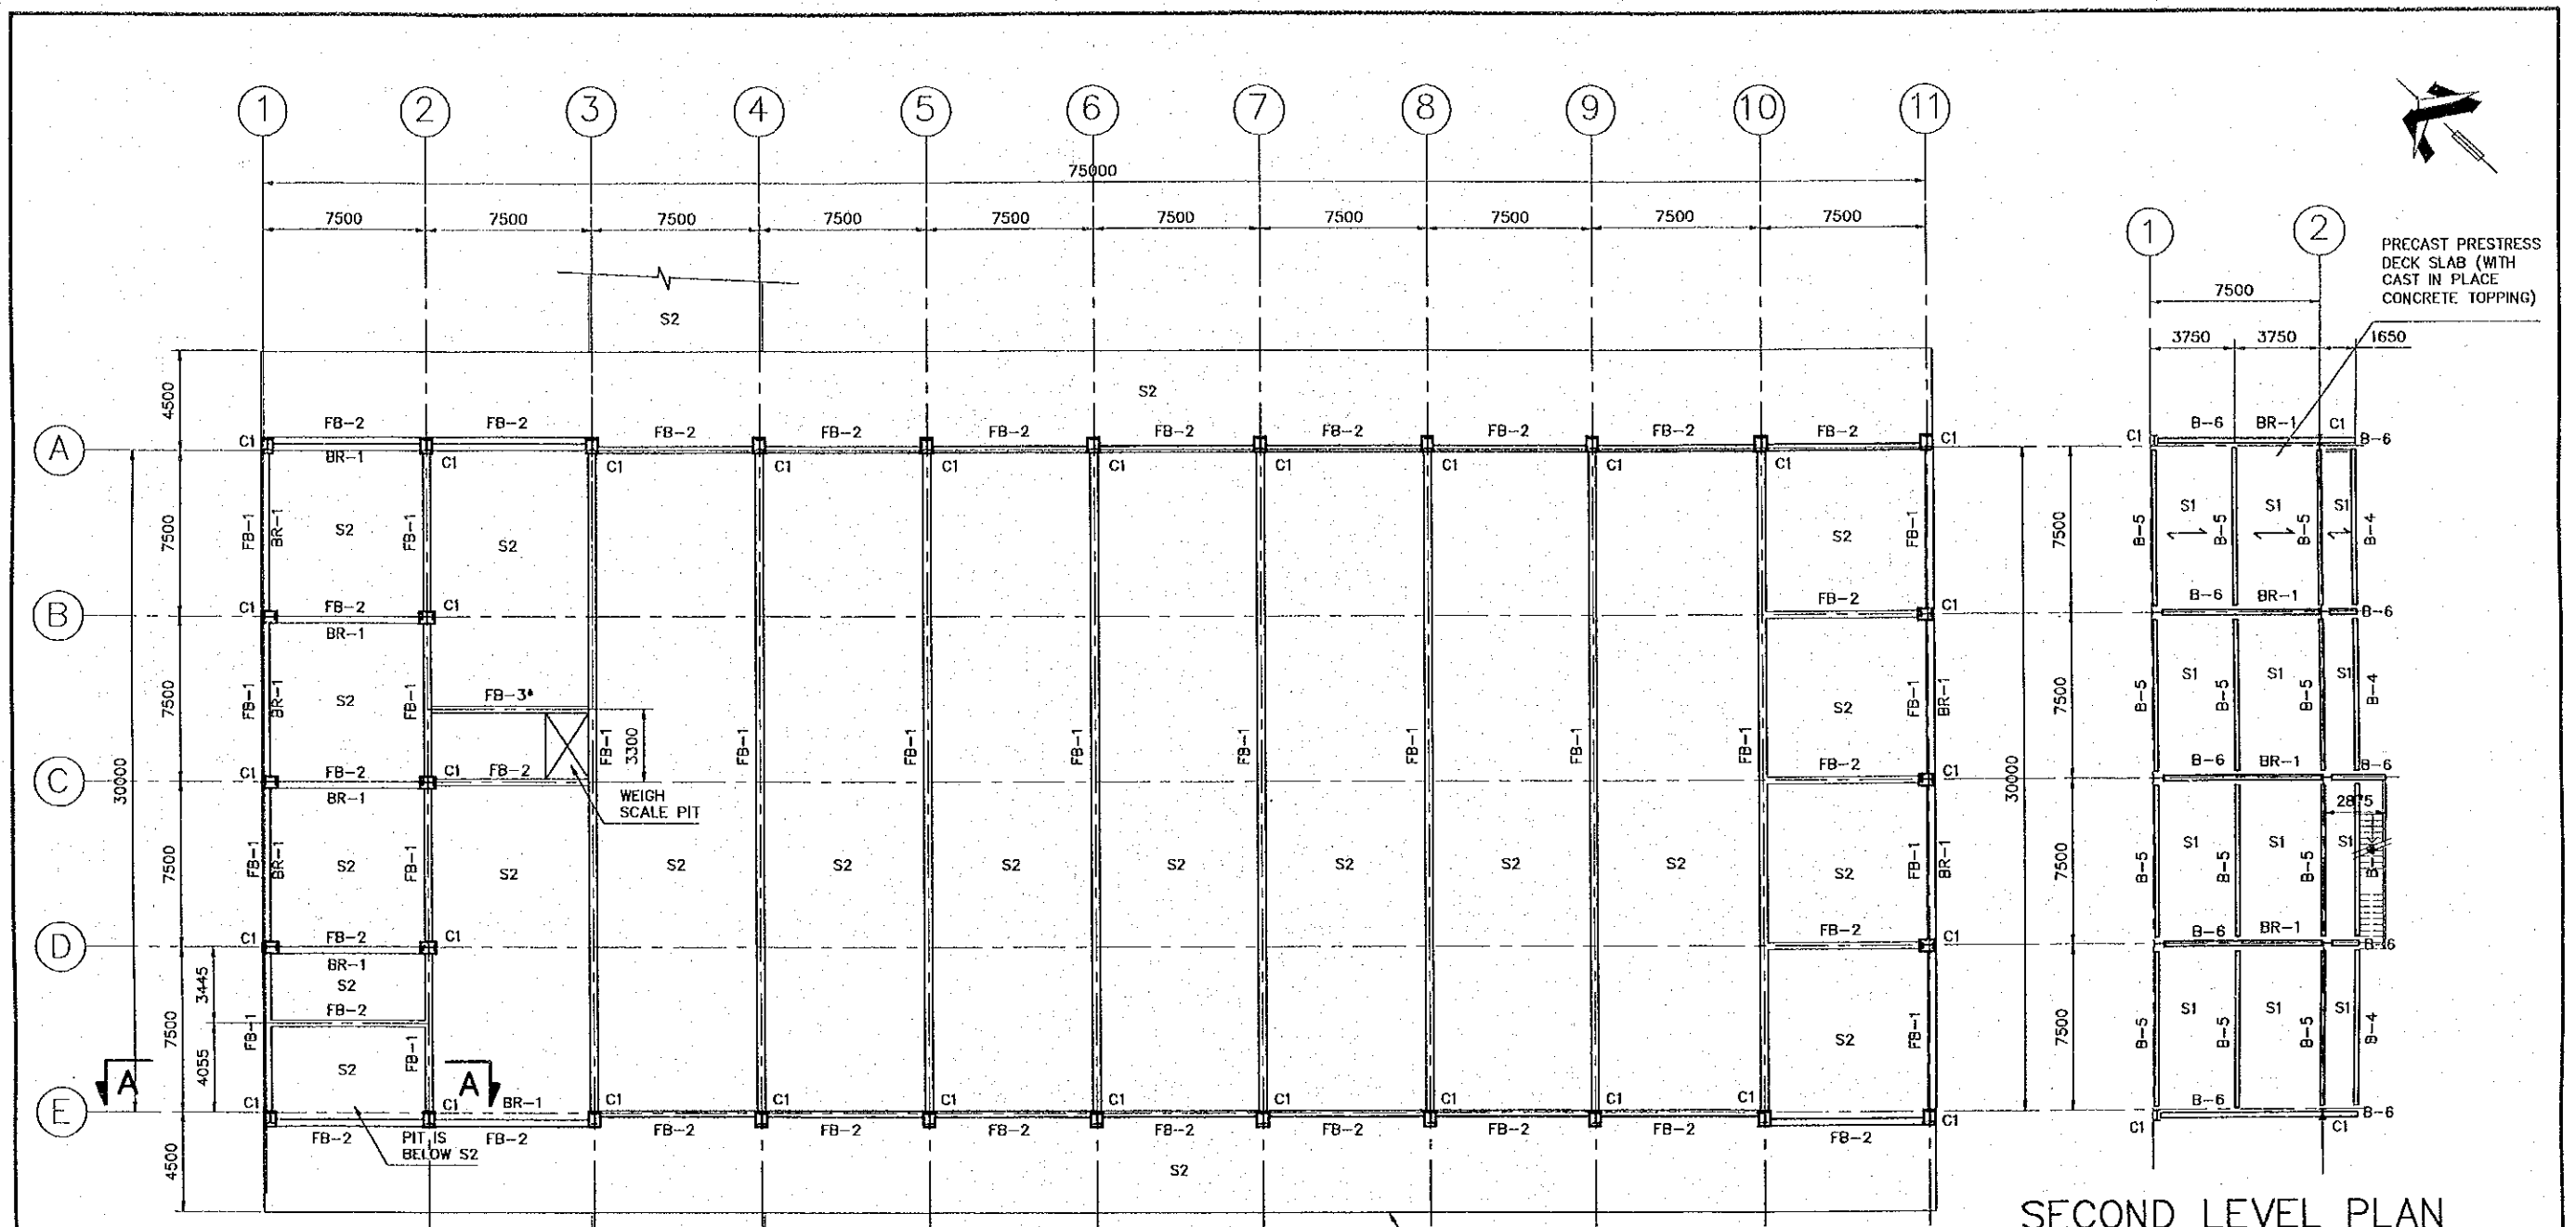 1 2 3 4 5 6 7 8 9 10 11
75000
7500 7500 7500 7500 7500 7500 7500 7500 7500 7500
S2
4500
S2
FB-2 FB-2 FB-2 FB-2 FB-2 FB-2 FB-2 FB-2 FB-2 FB-2
A
C1 C1
BR-1 C1 C1 C1 C1 C1 C1 C1 C1 C1
7500 FB-1 BR-1 S2 FB-1 S2 S2 FB-1
B
C1 FB-2 C1 FB-2 C1
BR-1
7500 FB-1 BR-1 S2 FB-1 FB-3* S2 FB-1 BR-1
30000
FB-1 3300 FB-1 FB-1 FB-1 FB-1 FB-1 FB-1 FB-1
C
C1 FB-2 C1 FB-2 FB-2 C1
BR-1
WEIGH
SCALE PIT
30000
7500 FB-1 BR-1 S2 FB-1 S2 S2 S2 S2 S2 S2 S2 S2 S2 FB-1 BR-1
D
C1 FB-2 C1 FB-2 C1
BR-1
3445
S2
FB-2
7500 FB-1
4055
S2 FB-1 S2 FB-1
A A
E
C1 C1 BR-1 C1 C1 C1 C1 C1 C1 C1 C1 C1
FB-2 FB-2 FB-2 FB-2 FB-2 FB-2 FB-2 FB-2 FB-2 FB-2
PIT IS
BELOW S2
4500
S2
1 2
PRECAST PRESTRESS
DECK SLAB (WITH
CAST IN PLACE
CONCRETE TOPPING)
7500
3750 3750 1650
B-6 BR-1 C1
C1 B-6
7500 B-5 S1 B-5 S1 B-5 S1 B-4
B-6 BR-1 B-6
7500 B-5 S1 B-5 S1 B-5 S1 B-4
B-6 BR-1 B-6
2875
7500 B-5 S1 B-5 S1 B-5 S1
B-6 BR-1 B-6
7500 B-5 S1 B-5 S1 B-5 S1 B-4
B-6 B-6
C1 C1
SECOND LEVEL PLAN